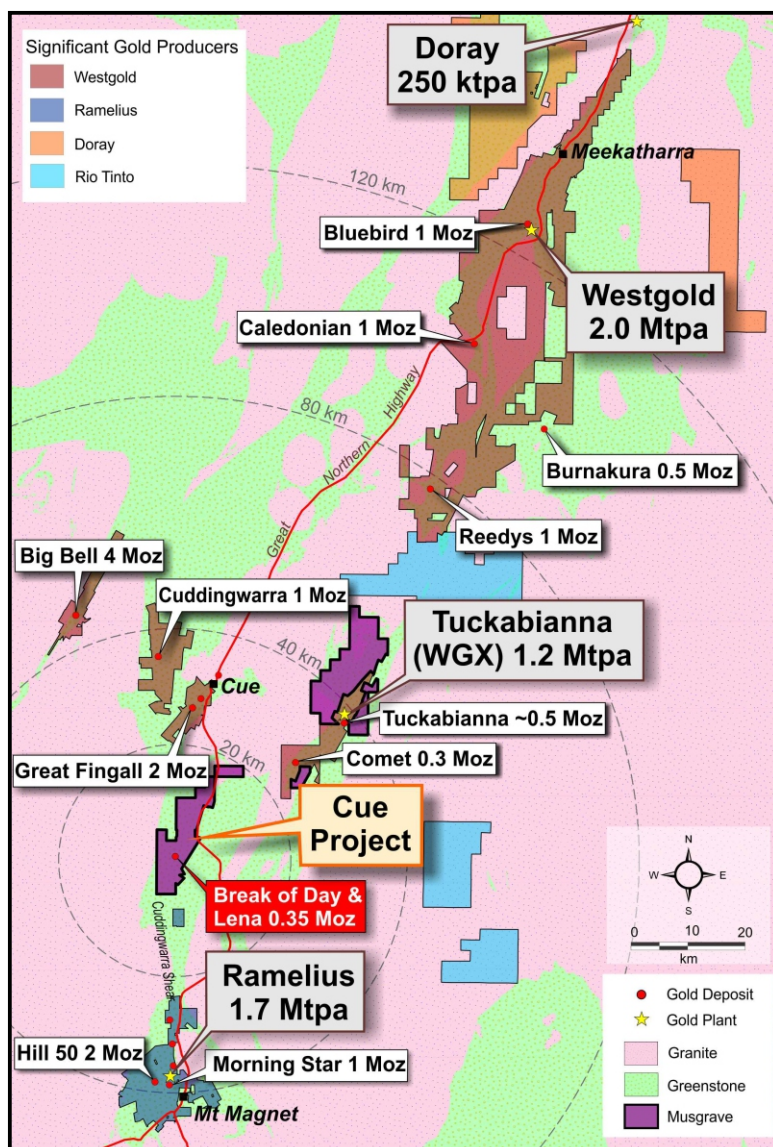 Significant Gold Producers
Westgold
Ramelius
Doray
Rio Tinto
Doray
250 ktpa
Meekatharra
120 km
Bluebird 1 Moz
Westgold
2.0 Mtpa
Caledonian 1 Moz
Great Northern Highway
80 km
Burnakura 0.5 Moz
Reedys 1 Moz
Big Bell 4 Moz
Cuddingwarra 1 Moz
Tuckabianna
(WGX) 1.2 Mtpa
40 km
Cue
Tuckabianna ~0.5 Moz
Great Fingall 2 Moz
20 km
Comet 0.3 Moz
Cue
Project
Break of Day &
Lena 0.35 Moz
Cuddingwarra Shear
N
W
E
S
0
10
20
km
Ramelius
1.7 Mtpa
Hill 50 2 Moz
Morning Star 1 Moz
Mt Magnet
Gold Deposit
Gold Plant
Granite
Greenstone
Musgrave